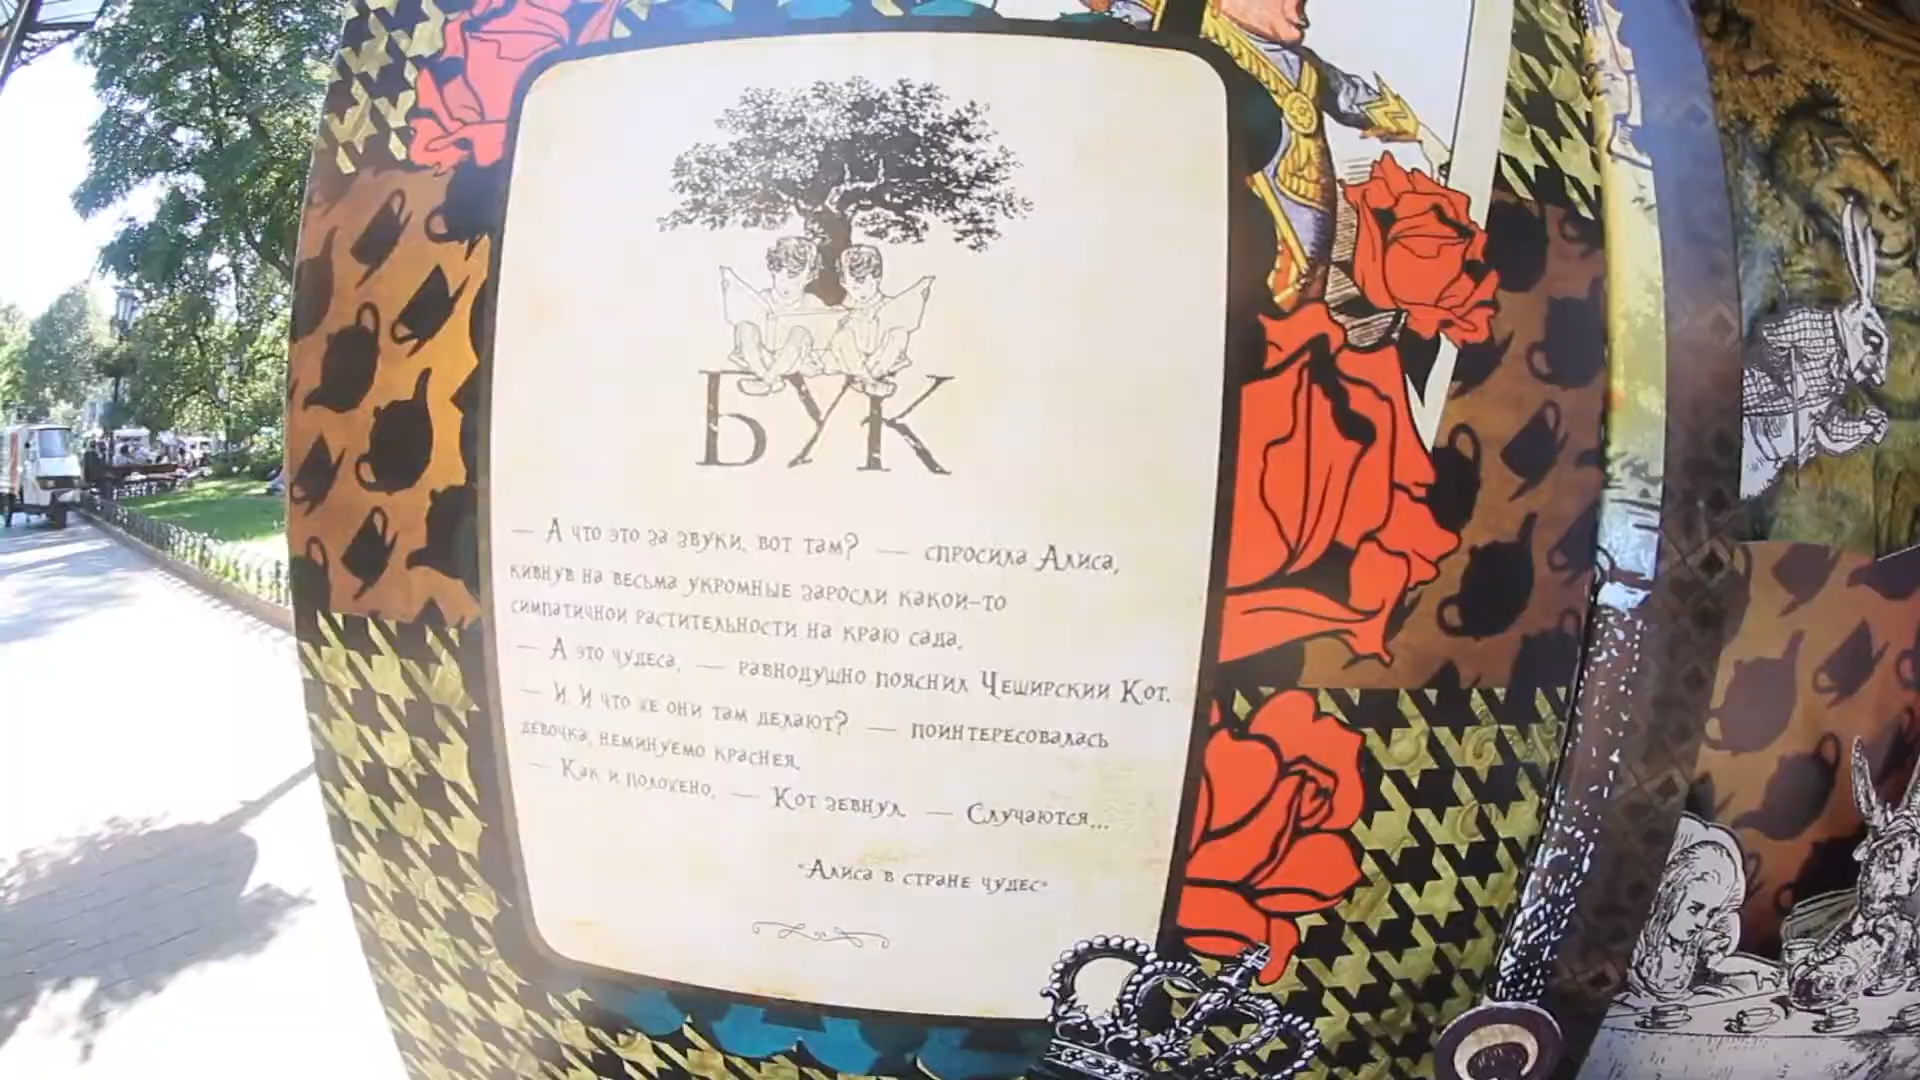 БУК
— А что это за звуки, вот там? — спросила Алиса,
кивнув на весьма укромные заросли какой-то
симпатичной растительности на краю сада.
— А это чудеса, — равнодушно пояснил Чеширский Кот.
— И. И что же они там делают? — поинтересовалась
девочка, неминуемо краснея.
— Как и положено, — Кот зевнул — Случаются...
"Алиса в стране чудес"